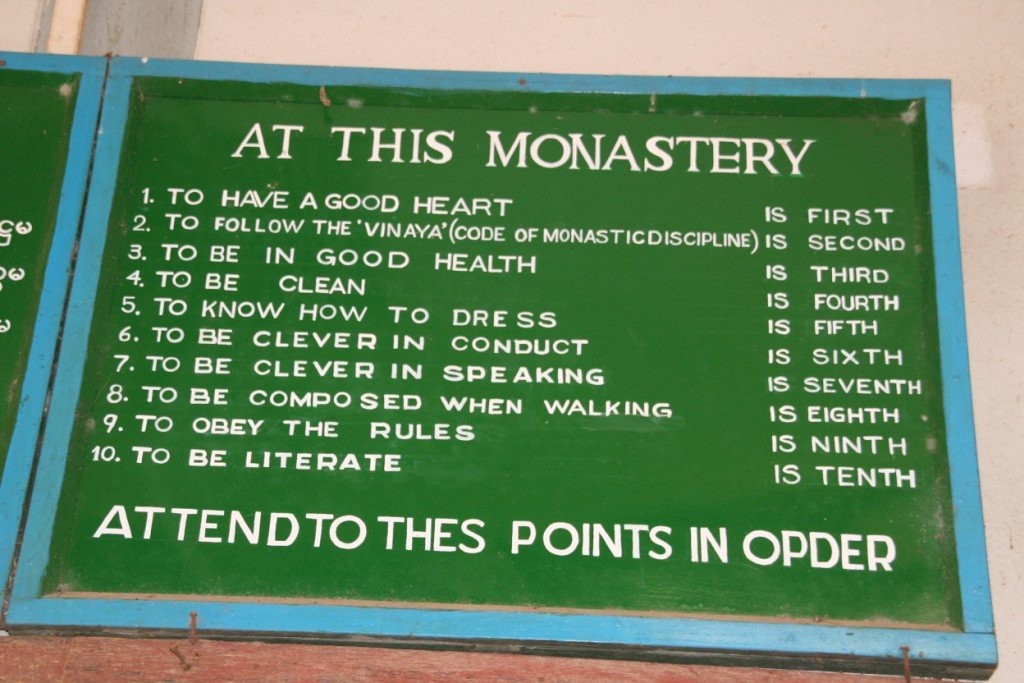 AT THIS MONASTERY
1. TO HAVE A GOOD HEART IS FIRST
2. TO FOLLOW THE 'VINAYA' (CODE OF MONASTIC DISCIPLINE) IS SECOND
3. TO BE IN GOOD HEALTH IS THIRD
4. TO BE CLEAN IS FOURTH
5. TO KNOW HOW TO DRESS IS FIFTH
6. TO BE CLEVER IN CONDUCT IS SIXTH
7. TO BE CLEVER IN SPEAKING IS SEVENTH
8. TO BE COMPOSED WHEN WALKING IS EIGHTH
9. TO OBEY THE RULES IS NINTH
10. TO BE LITERATE IS TENTH
ATTEND TO THES POINTS IN OPDER